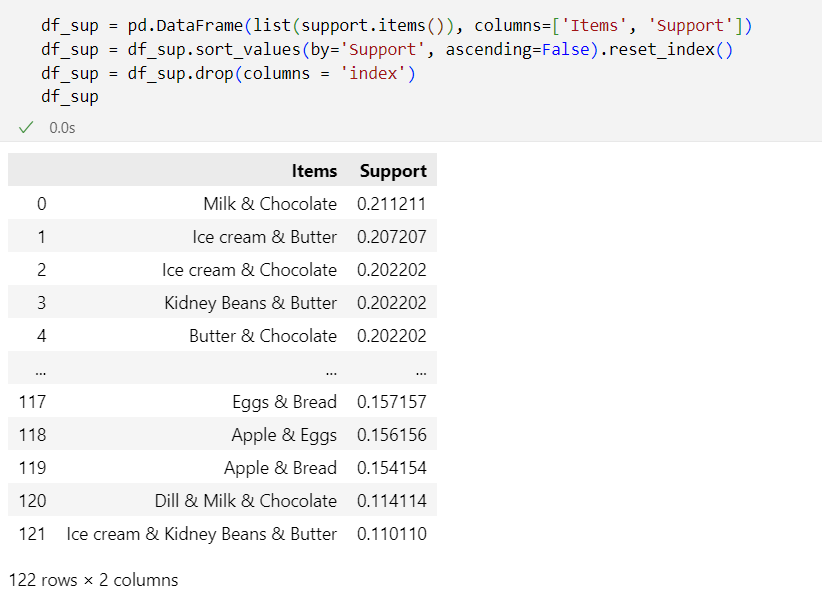 df_sup = pd.DataFrame(list(support.items()), columns=['Items', 'Support'])
df_sup = df_sup.sort_values(by='Support', ascending=False).reset_index()
df_sup = df_sup.drop(columns = 'index')
df_sup
0.0s
Items Support
0 Milk & Chocolate 0.211211
1 Ice cream & Butter 0.207207
2 Ice cream & Chocolate 0.202202
3 Kidney Beans & Butter 0.202202
4 Butter & Chocolate 0.202202
... ... ...
117 Eggs & Bread 0.157157
118 Apple & Eggs 0.156156
119 Apple & Bread 0.154154
120 Dill & Milk & Chocolate 0.114114
121 Ice cream & Kidney Beans & Butter 0.110110
122 rows × 2 columns